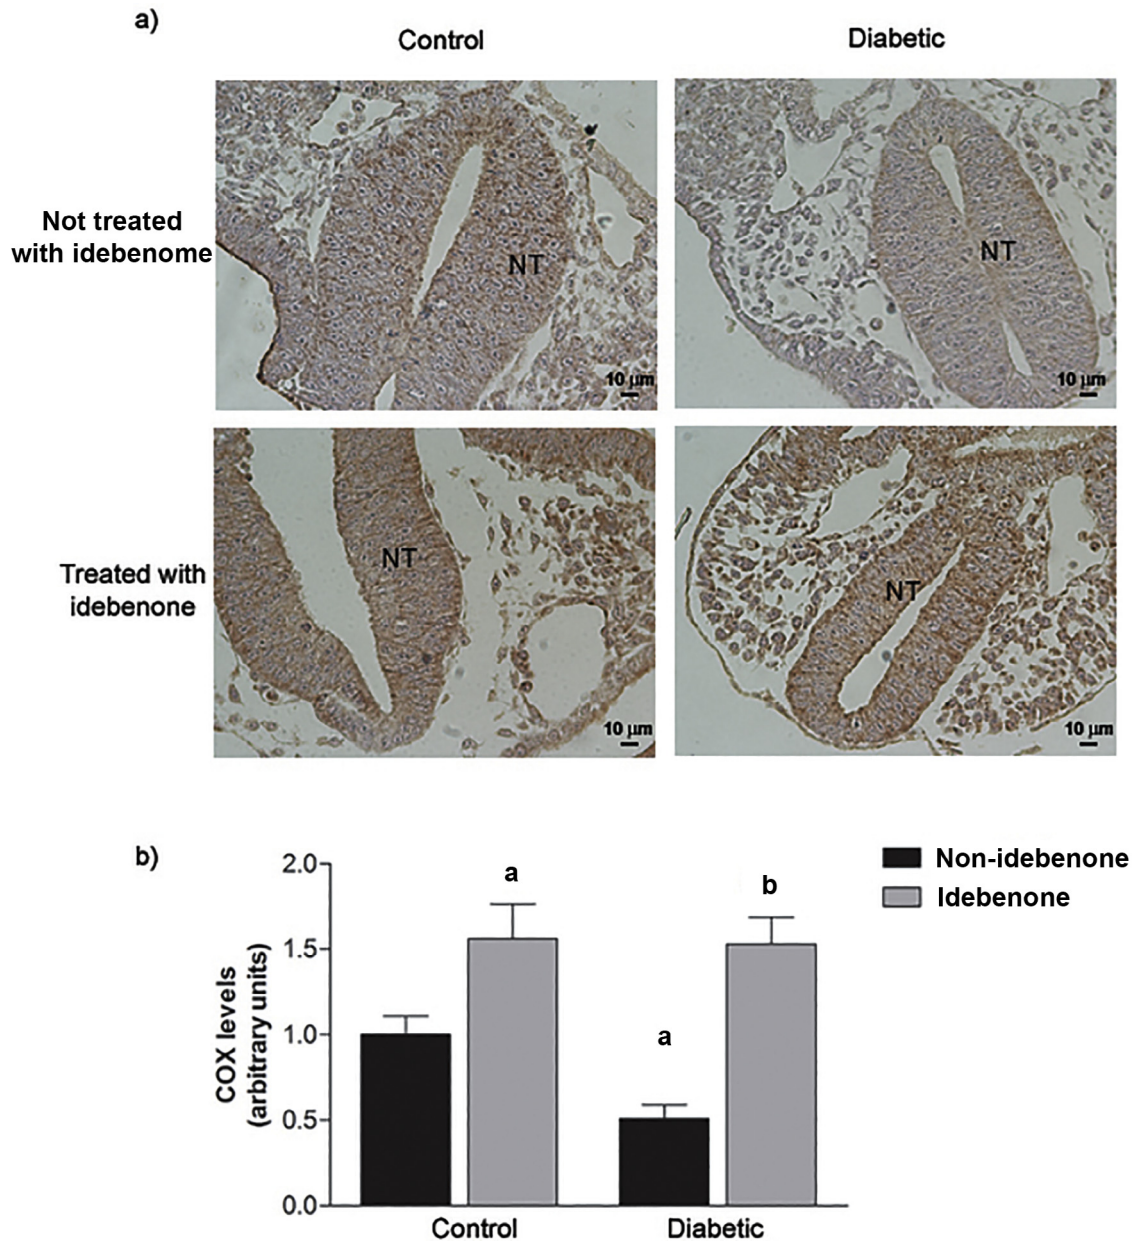 a)
Control
Diabetic
Not treated
with idebenome
NT
10 µm
NT
10 µm
Treated with
idebenone
NT
10 µm
NT
10 µm
b)
Non-idebenone
Idebenone
COX levels
(arbitrary units)
2.0
1.5
1.0
0.5
0.0
a
a
b
Control
Diabetic